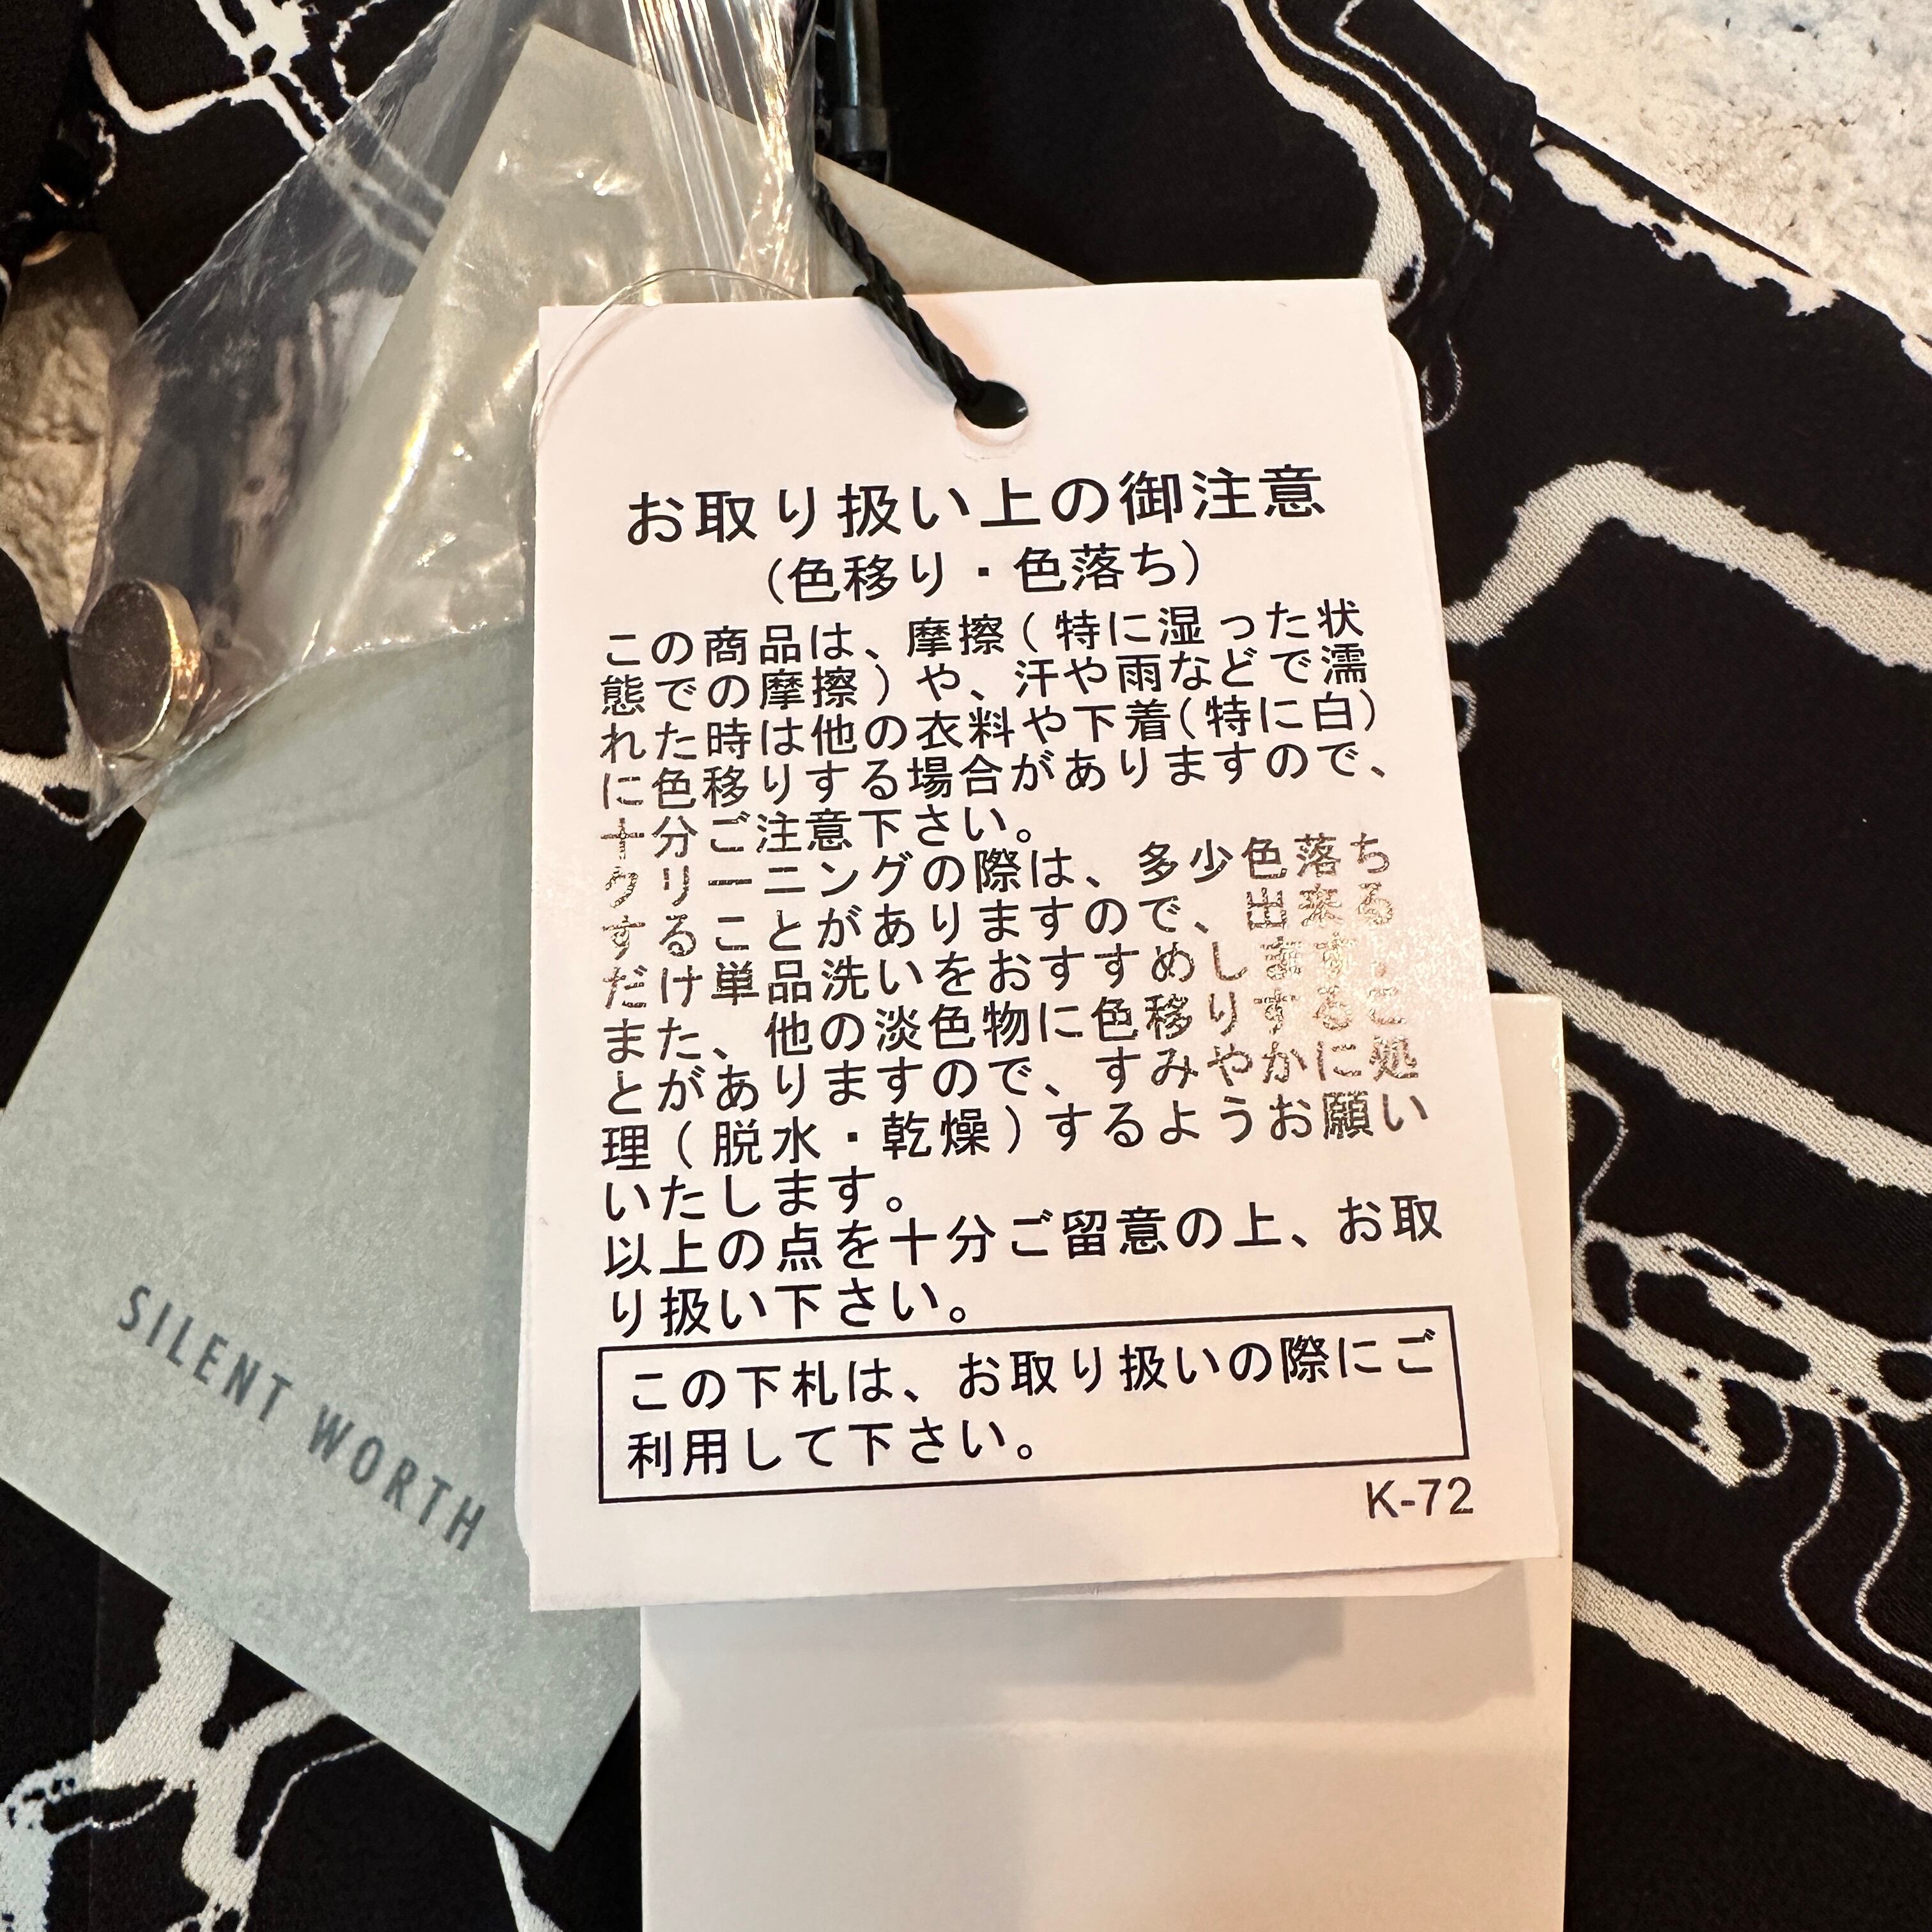 お取り扱い上の御注意
(色移り・色落ち)
この商品は、摩擦(特に湿った状
態での摩擦)や、汗や雨などで濡
れた時は他の衣料や下着(特に白)
に色移りする場合がありますので、
十分ご注意下さい。
クリーニングの際は、多少色落ち
することがありますので、出来る
だけ単品洗いをおすすめします。
また、他の淡色物に色移りするこ
とがありますので、すみやかに処
理(脱水・乾燥)するようお願い
いたします。
以上の点を十分ご留意の上、お取
り扱い下さい。
この下札は、お取り扱いの際にご
利用して下さい。
K-72
SILENT WORTH